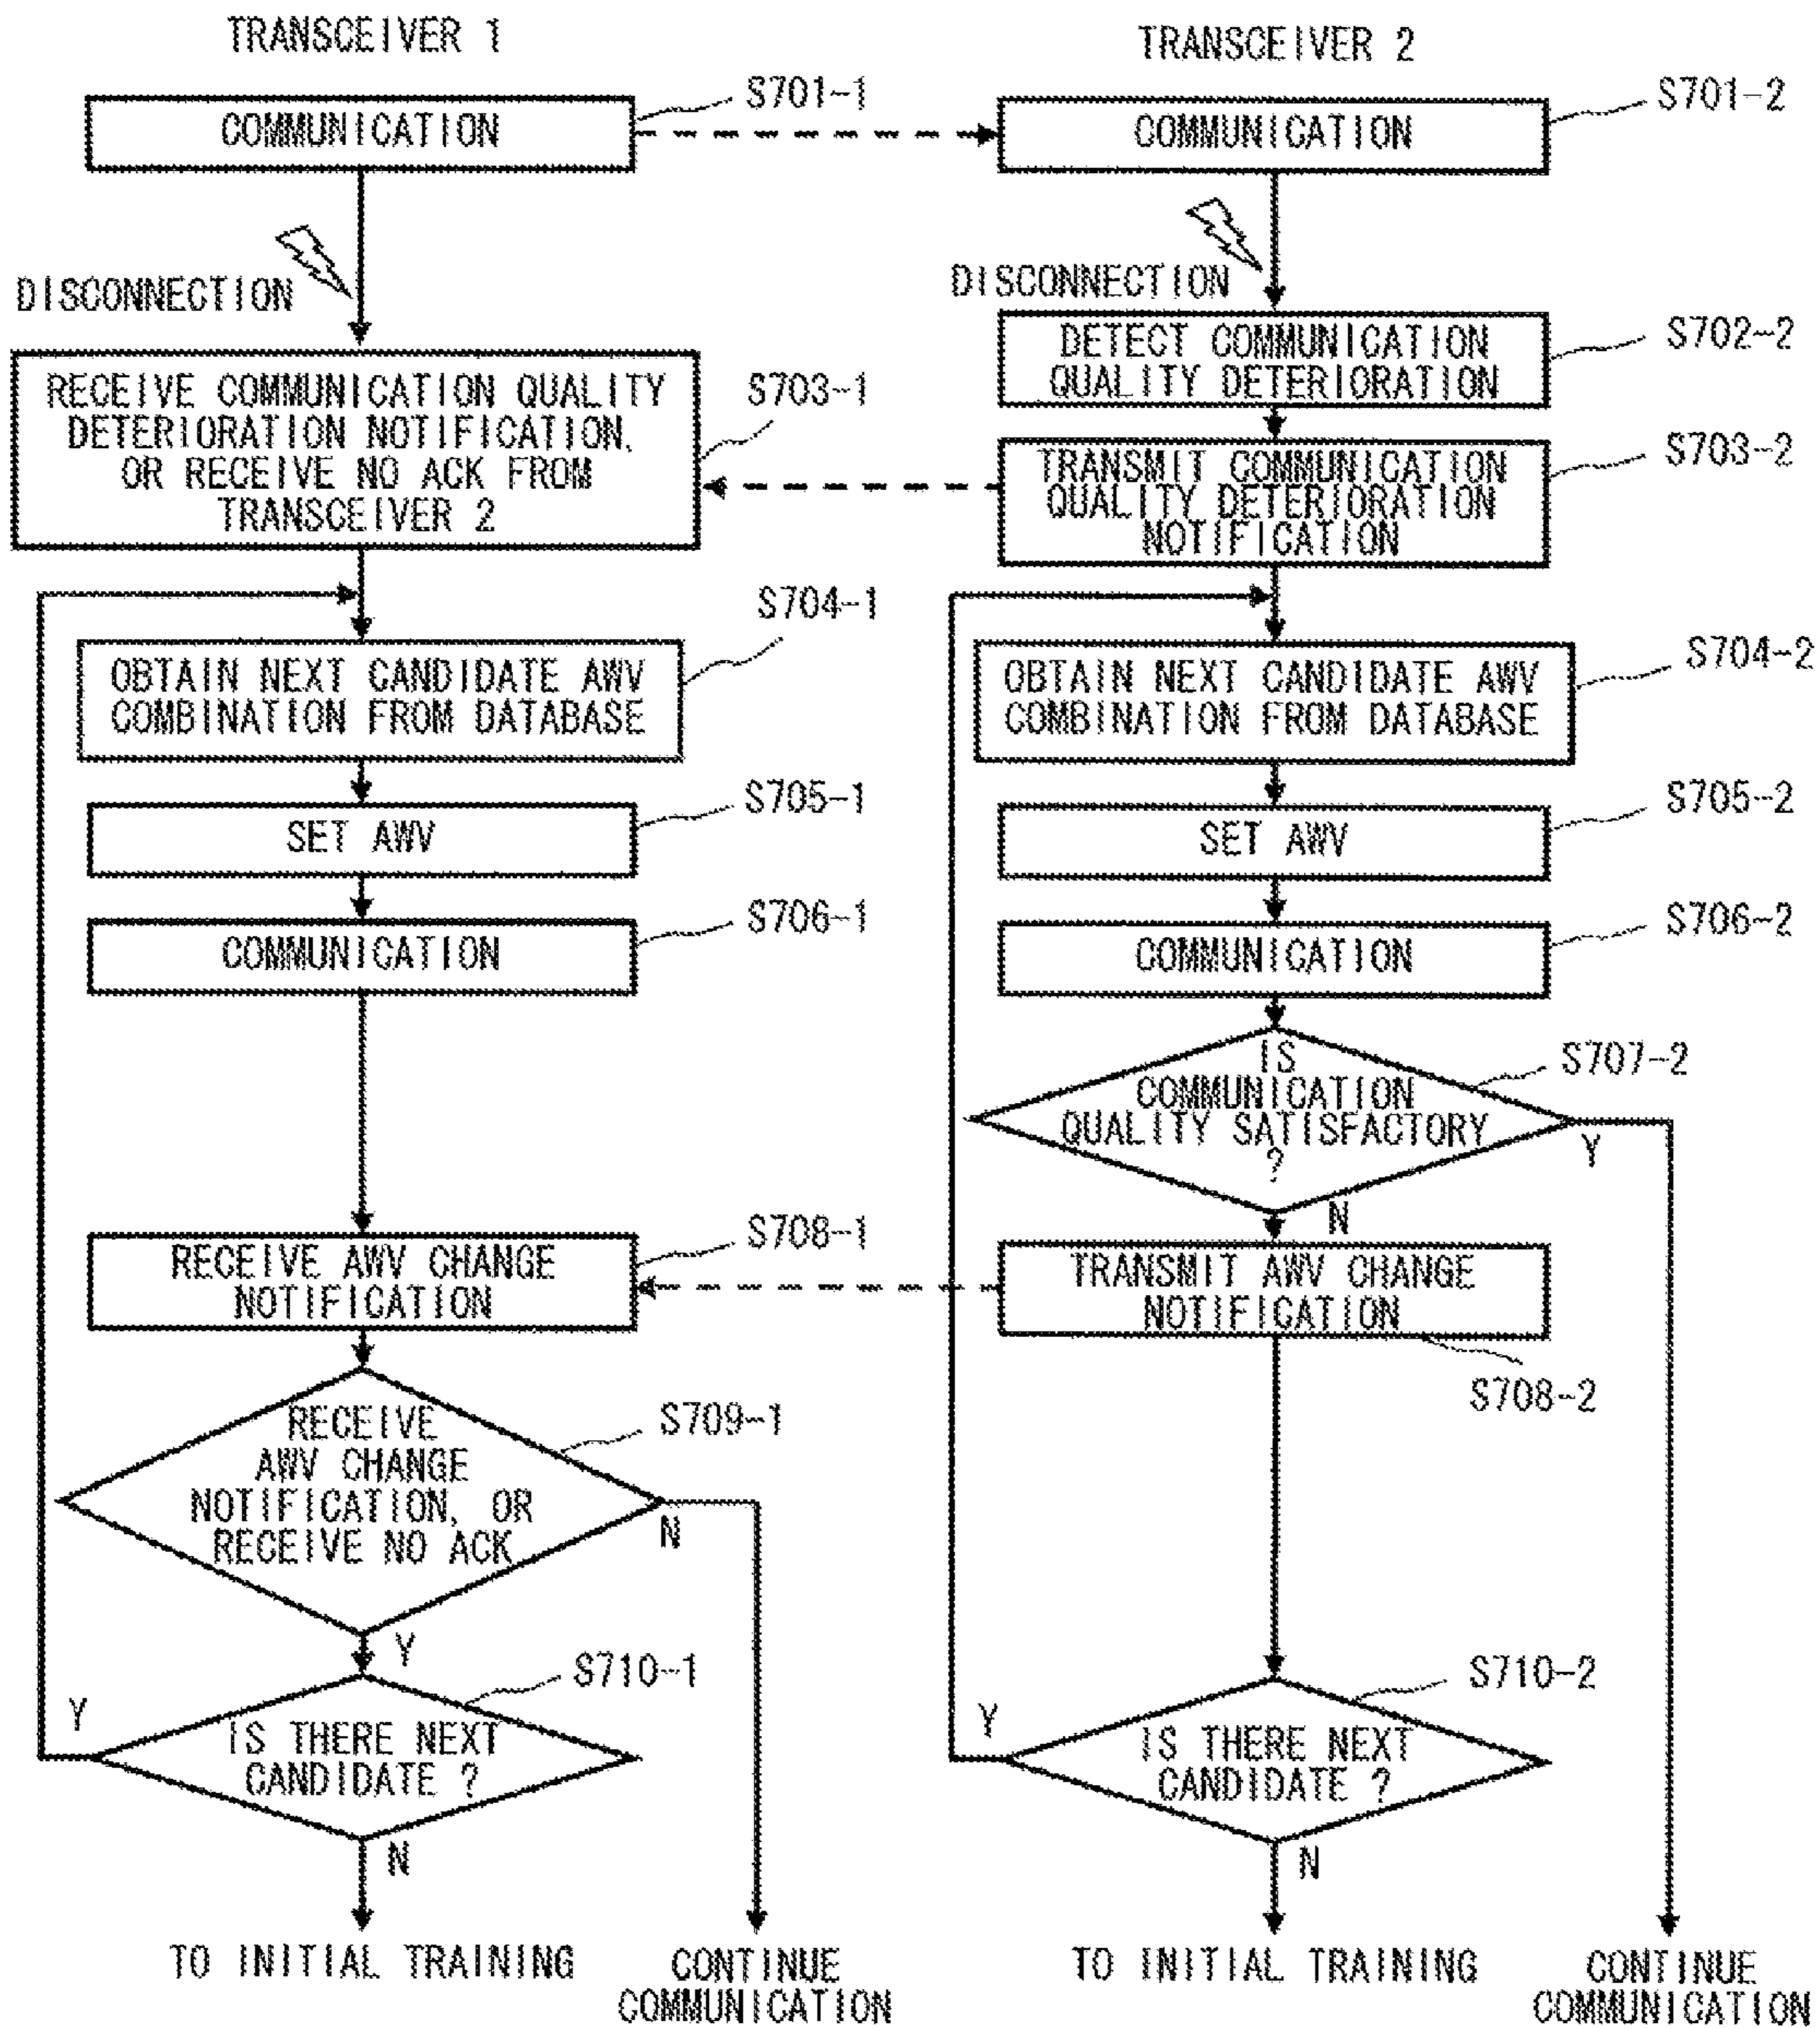 TRANSCEIVER 1
COMMUNICATION
S701-1
DISCONNECTION
RECEIVE COMMUNICATION QUALITY
DETERIORATION NOTIFICATION,
OR RECEIVE NO ACK FROM
TRANSCEIVER 2
S703-1
S704-1
OBTAIN NEXT CANDIDATE AWV
COMBINATION FROM DATABASE
S705-1
SET AWV
S706-1
COMMUNICATION
S708-1
RECEIVE AWV CHANGE
NOTIFICATION
S709-1
RECEIVE
AWV CHANGE
NOTIFICATION, OR
RECEIVE NO ACK
N
Y
S710-1
Y
IS THERE NEXT
CANDIDATE ?
N
TO INITIAL TRAINING
CONTINUE
COMMUNICATION
TRANSCEIVER 2
S701-2
COMMUNICATION
DISCONNECTION
S702-2
DETECT COMMUNICATION
QUALITY DETERIORATION
S703-2
TRANSMIT COMMUNICATION
QUALITY DETERIORATION
NOTIFICATION
S704-2
OBTAIN NEXT CANDIDATE AWV
COMBINATION FROM DATABASE
S705-2
SET AWV
S706-2
COMMUNICATION
S707-2
IS
COMMUNICATION
QUALITY SATISFACTORY
?
Y
N
TRANSMIT AWV CHANGE
NOTIFICATION
S708-2
S710-2
Y
IS THERE NEXT
CANDIDATE ?
N
TO INITIAL TRAINING
CONTINUE
COMMUNICATION